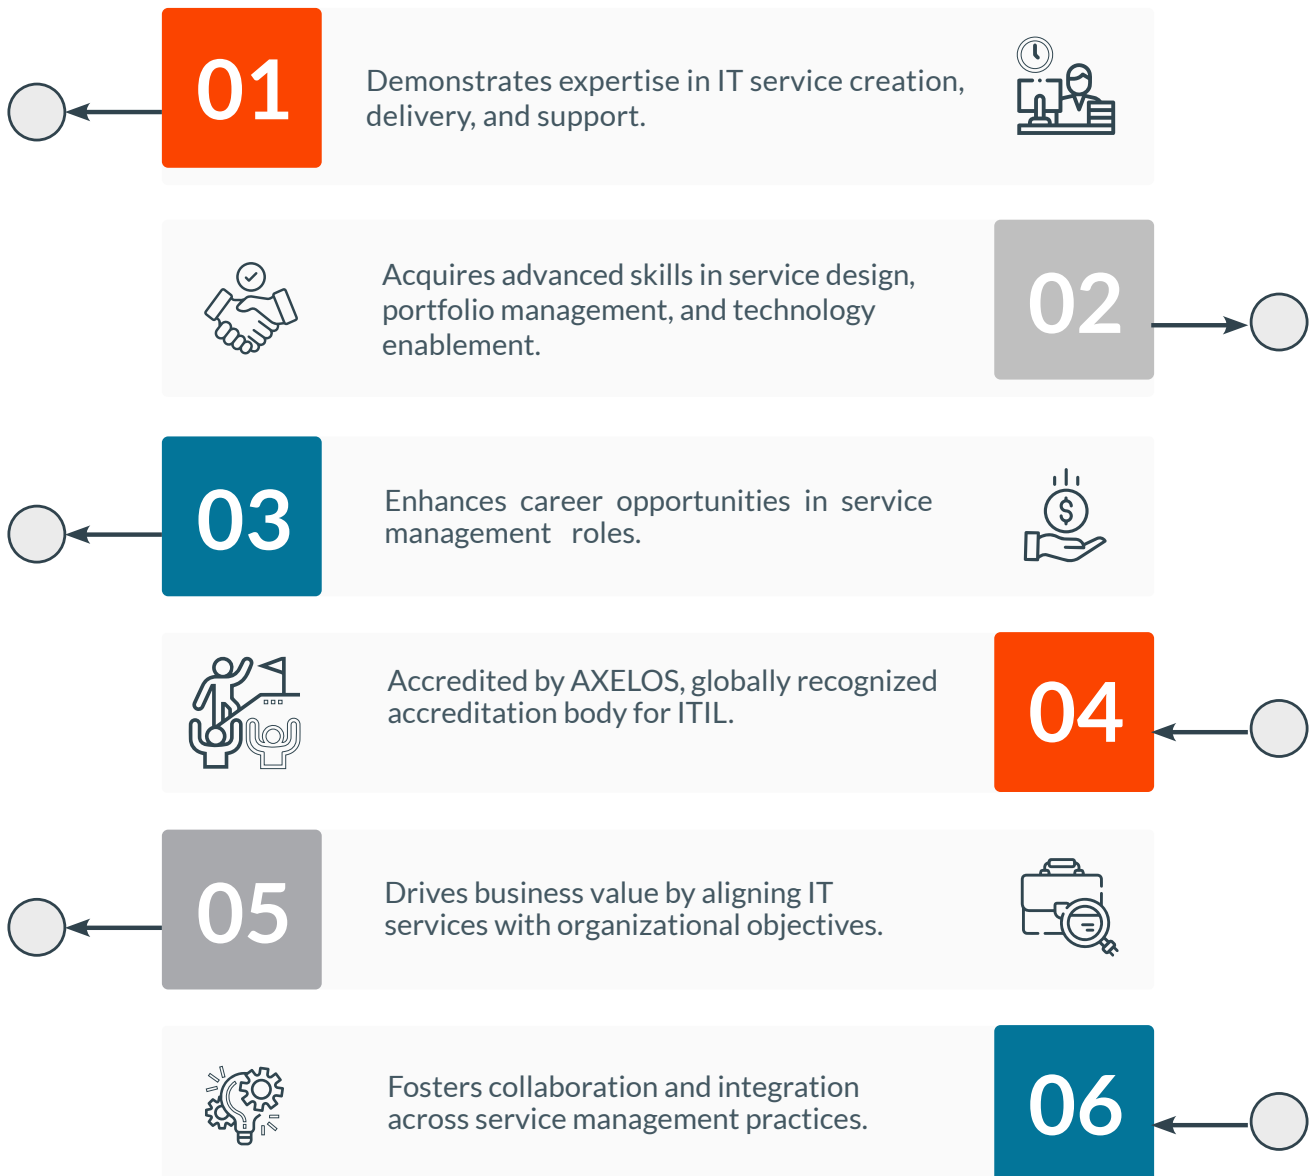 01
Demonstrates expertise in IT service creation,
delivery, and support.
Acquires advanced skills in service design,
portfolio management, and technology
enablement.
02
03
Enhances career opportunities in service
management roles.
$
Accredited by AXELOS, globally recognized
accreditation body for ITIL.
04
05
Drives business value by aligning IT
services with organizational objectives.
Fosters collaboration and integration
across service management practices.
06